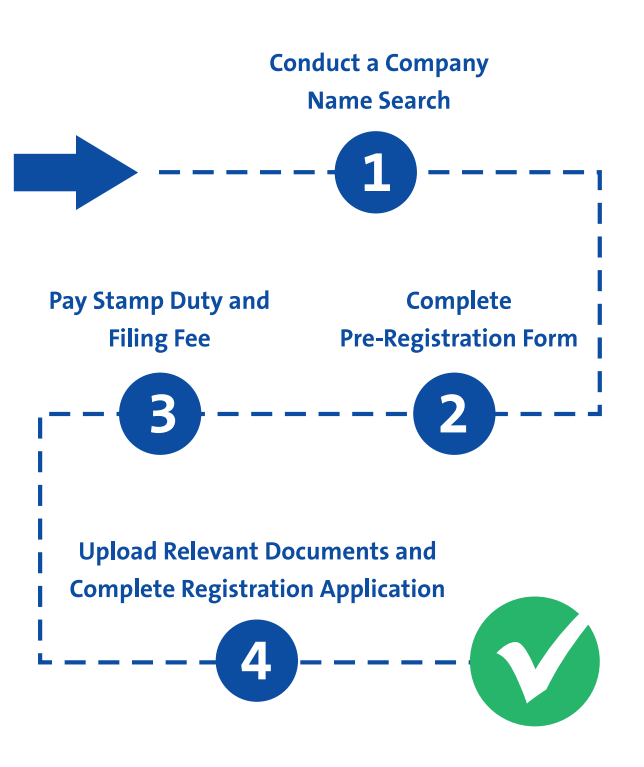 Conduct a Company
Name Search
1
Complete
Pre-Registration Form
2
Pay Stamp Duty and
Filing Fee
3
Upload Relevant Documents and
Complete Registration Application
4